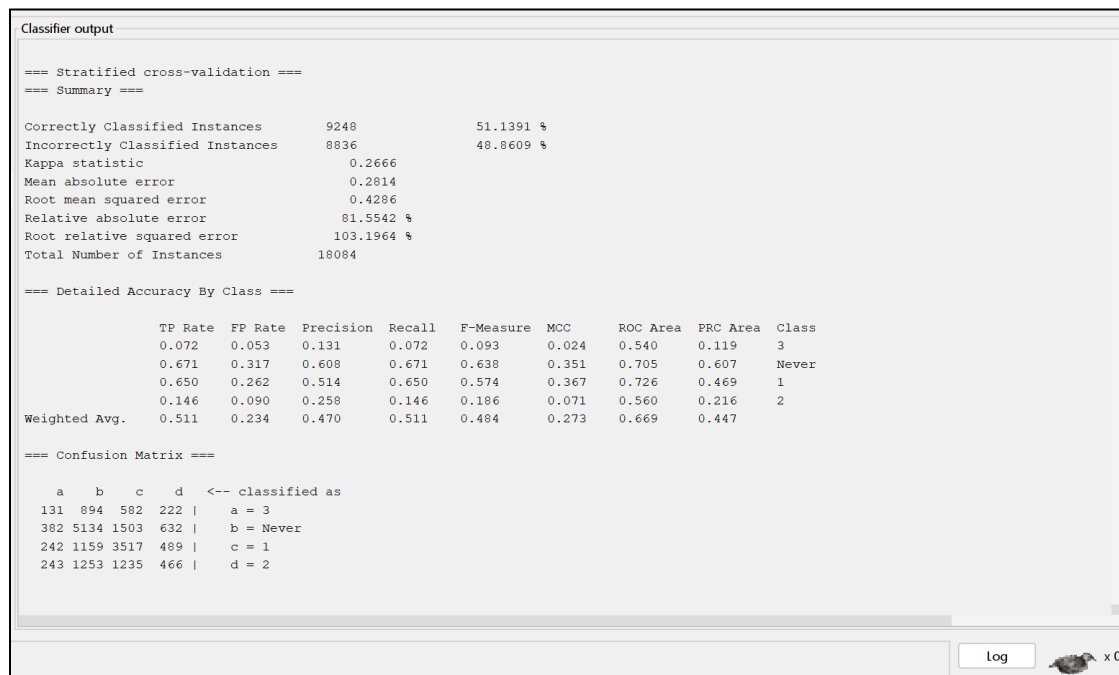 Classifier output
=== Stratified cross-validation ===
=== Summary ===
Correctly Classified Instances 9248 51.1391 %
Incorrectly Classified Instances 8836 48.8609 %
Kappa statistic 0.2666
Mean absolute error 0.2814
Root mean squared error 0.4286
Relative absolute error 81.5542 %
Root relative squared error 103.1964 %
Total Number of Instances 18084
=== Detailed Accuracy By Class ===
TP Rate FP Rate Precision Recall F-Measure MCC ROC Area PRC Area Class
0.072 0.053 0.131 0.072 0.093 0.024 0.540 0.119 3
0.671 0.317 0.608 0.671 0.638 0.351 0.705 0.607 Never
0.650 0.262 0.514 0.650 0.574 0.367 0.726 0.469 1
0.146 0.090 0.258 0.146 0.186 0.071 0.560 0.216 2
Weighted Avg. 0.511 0.234 0.470 0.511 0.484 0.273 0.669 0.447
=== Confusion Matrix ===
a b c d <-- classified as
131 894 582 222 | a = 3
382 5134 1503 632 | b = Never
242 1159 3517 489 | c = 1
243 1253 1235 466 | d = 2
Log x 0